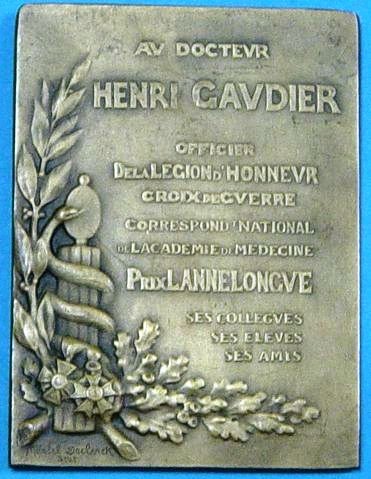 AV DOCTEVR
HENRI GAVDIER
OFFICIER
DE LA LEGION D'HONNEVR
CROIX DE GVERRE
CORRESPONDT NATIONAL
DE L'ACADEMIE DE MEDECINE
PRIX LANNELONGVE
SES COLLEGVES
SES ELEVES
SES AMIS